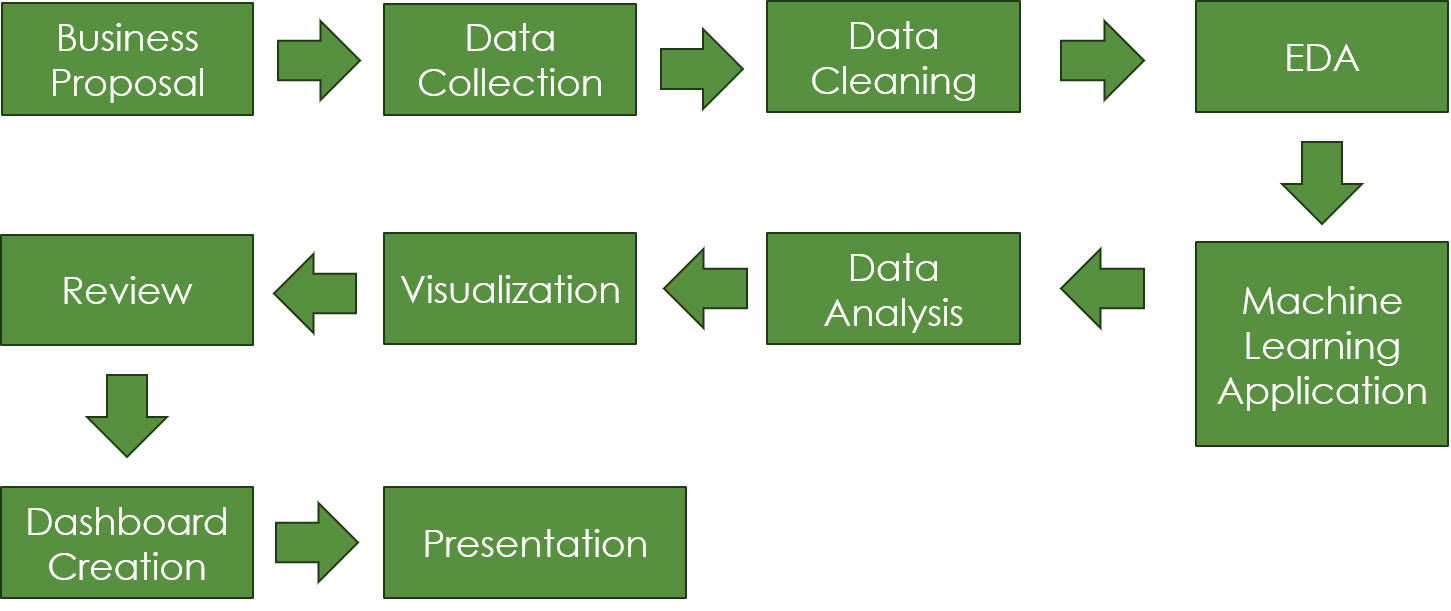 Business
Proposal
Data
Collection
Data
Cleaning
EDA
Machine
Learning
Application
Data
Analysis
Visualization
Review
Dashboard
Creation
Presentation